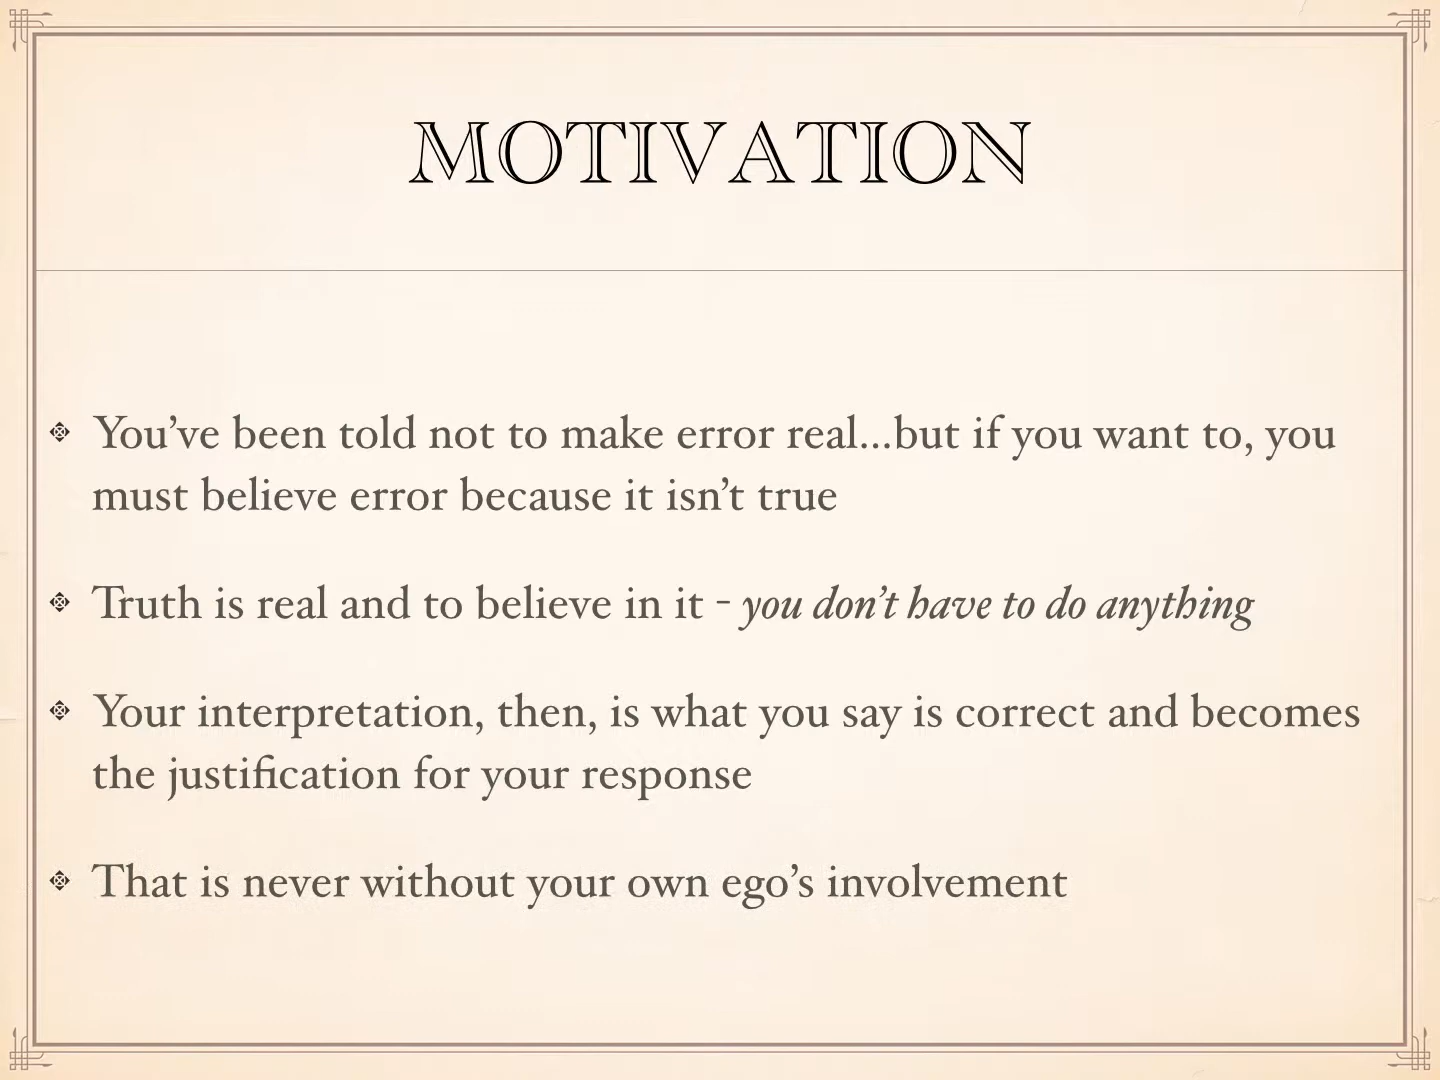 MOTIVATION
You’ve been told not to make error real...but if you want to, you
must believe error because it isn’t true
Truth is real and to believe in it - you don’t have to do anything
Your interpretation, then, is what you say is correct and becomes
the justification for your response
That is never without your own ego’s involvement